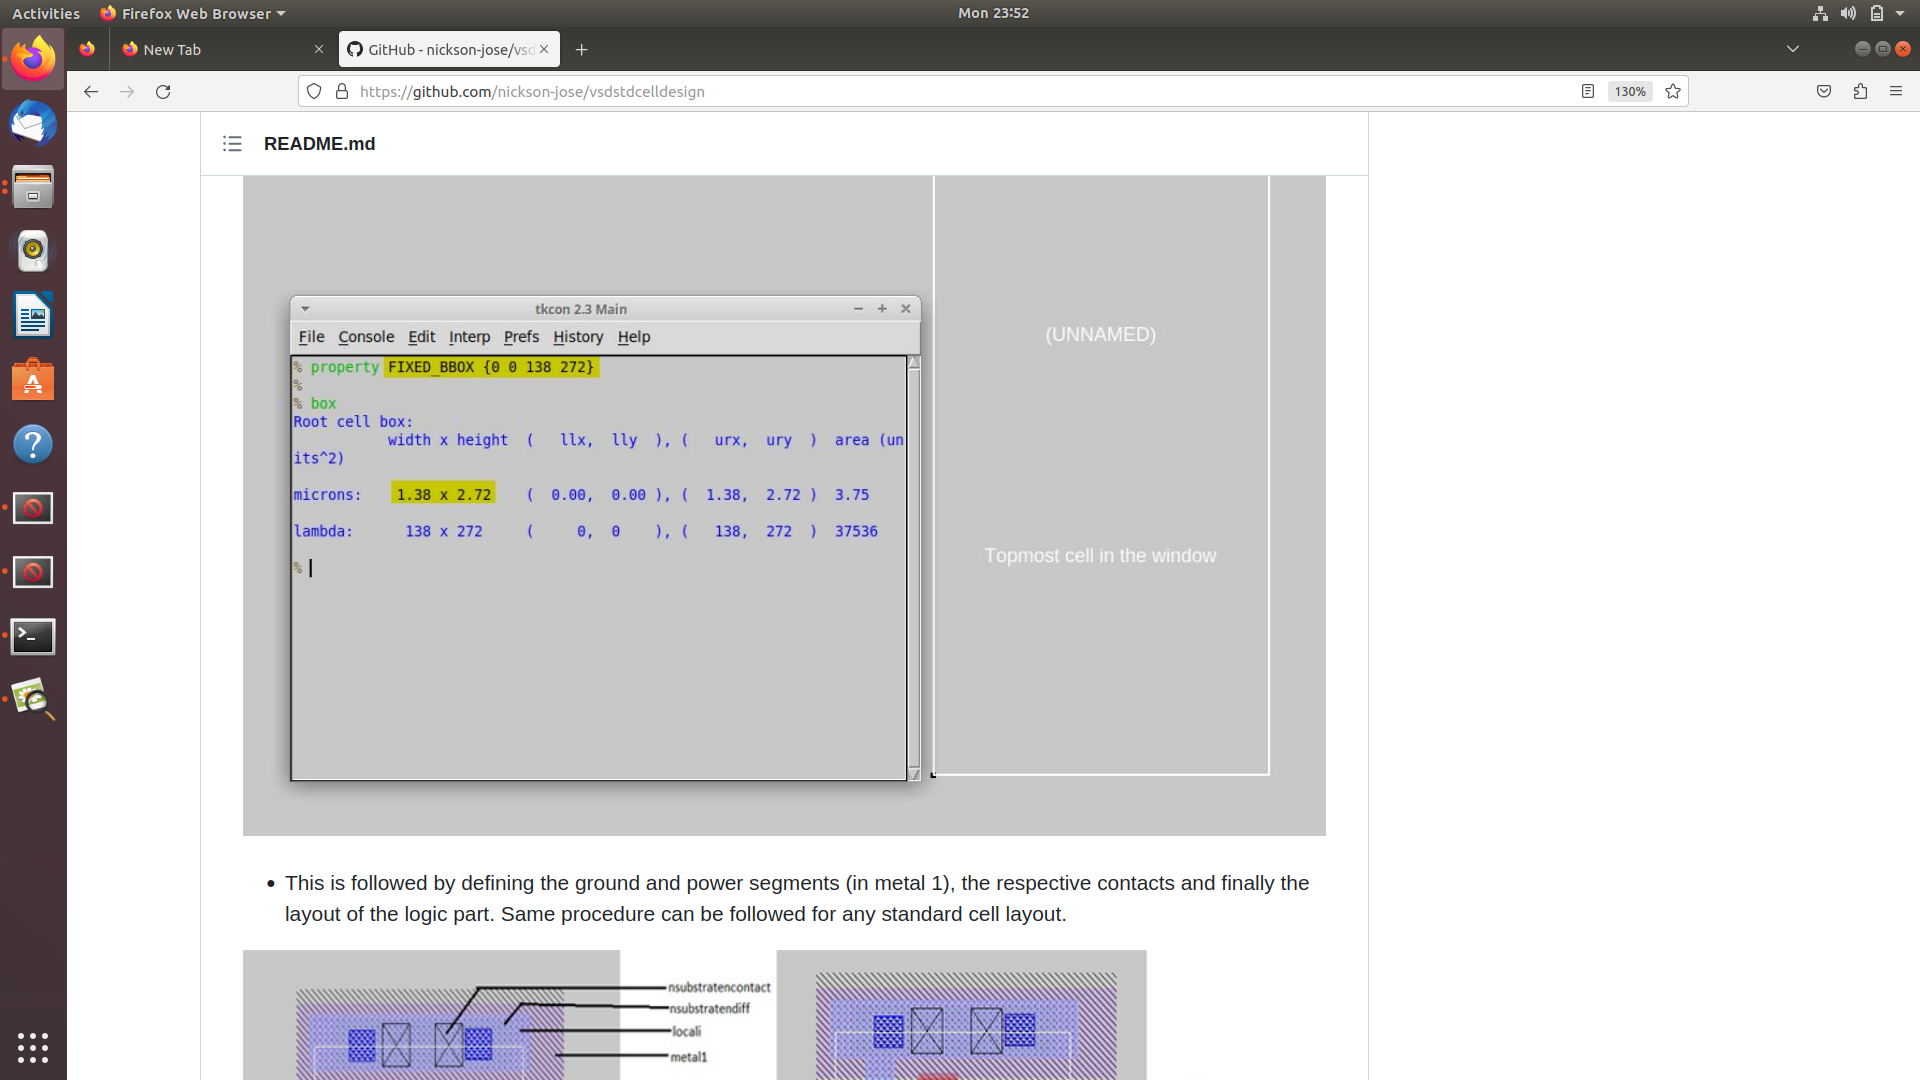 Activities Firefox Web Browser Mon 23:52
New Tab GitHub - nickson-jose/vsd
https://github.com/nickson-jose/vsdstdcelldesign 130%
README.md
(UNNAMED)
tkcon 2.3 Main
File Console Edit Interp Prefs History Help
% property FIXED_BBOX {0 0 138 272}
%
% box
Root cell box:
width x height ( llx, lly ), ( urx, ury ) area (un
its^2)
microns: 1.38 x 2.72 ( 0.00, 0.00 ), ( 1.38, 2.72 ) 3.75
lambda: 138 x 272 ( 0, 0 ), ( 138, 272 ) 37536
%
Topmost cell in the window
• This is followed by defining the ground and power segments (in metal 1), the respective contacts and finally the
layout of the logic part. Same procedure can be followed for any standard cell layout.
nsubstratencontact
nsubstratendiff
locali
metal1